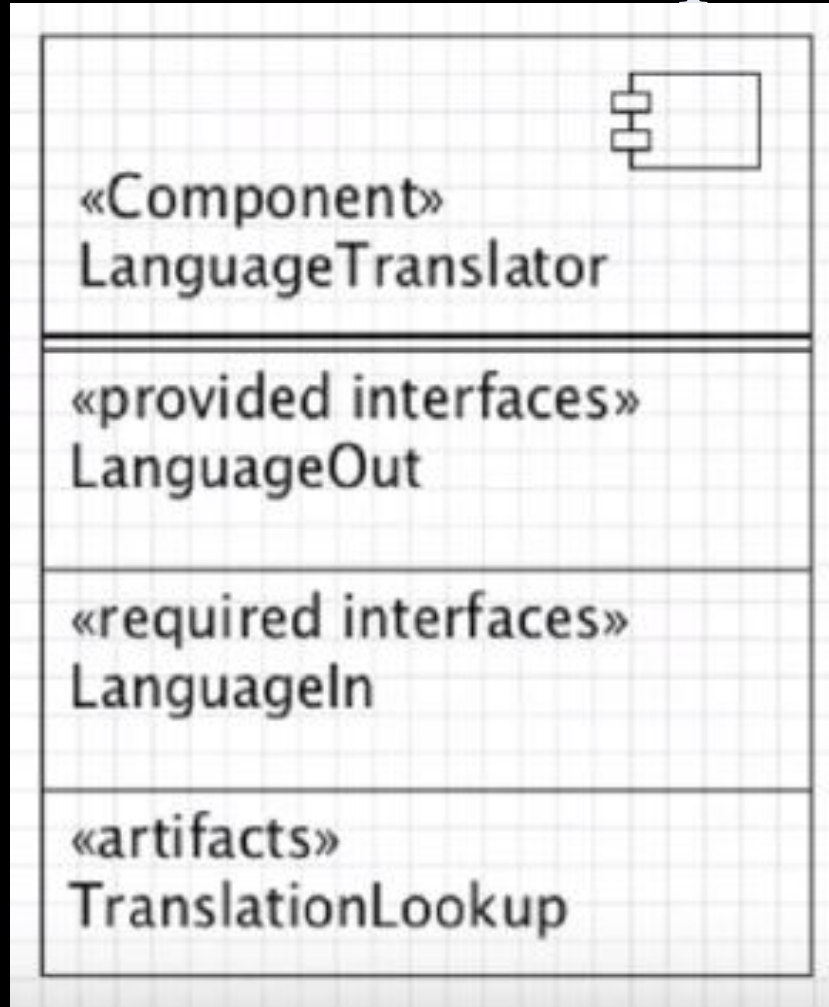 «Component»
LanguageTranslator
«provided interfaces»
LanguageOut
«required interfaces»
LanguageIn
«artifacts»
TranslationLookup